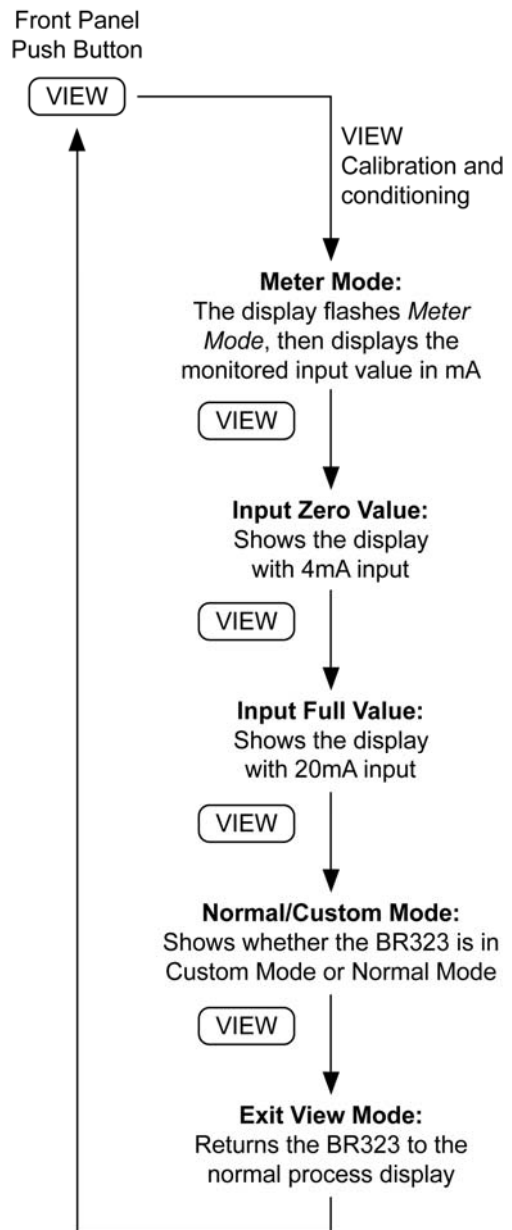 Front Panel
Push Button
VIEW
VIEW
Calibration and
conditioning
Meter Mode:
The display flashes Meter
Mode, then displays the
monitored input value in mA
VIEW
Input Zero Value:
Shows the display
with 4mA input
VIEW
Input Full Value:
Shows the display
with 20mA input
VIEW
Normal/Custom Mode:
Shows whether the BR323 is in
Custom Mode or Normal Mode
VIEW
Exit View Mode:
Returns the BR323 to the
normal process display